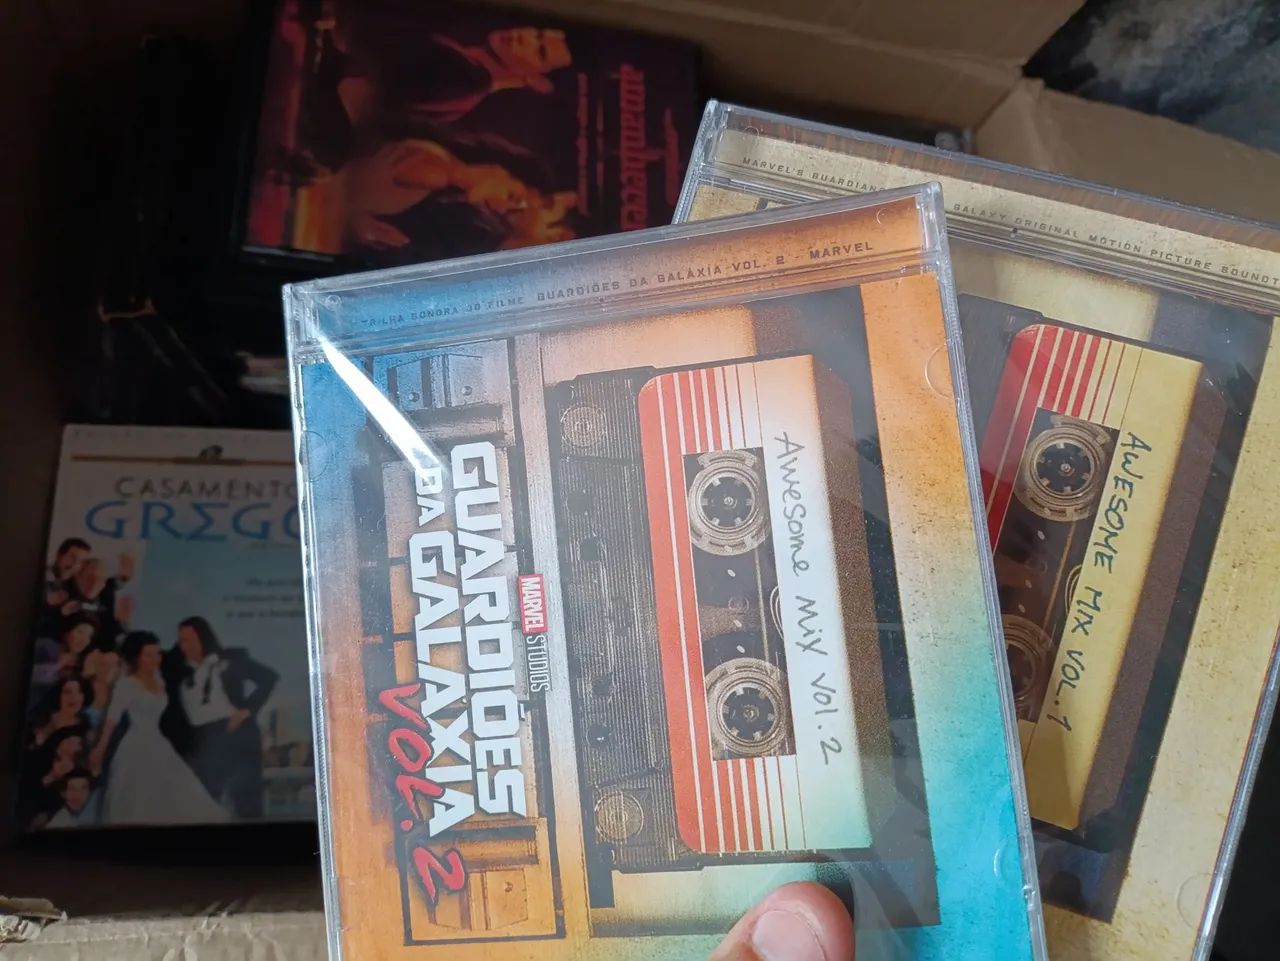 amanhecer
MARVEL'S GUARDIANS
GALAXY ORIGINAL MOTION PICTURE SOUNDT
AWESOME MIX VOL. 1
TRILHA SONORA DO FILME GUARDIÕES DA GALÁXIA VOL. 2 - MARVEL
Awesome Mix Vol. 2
MARVEL STUDIOS
GUARDIÕES
DA GALÁXIA
VOL. 2
CASAMENTO
GREGO